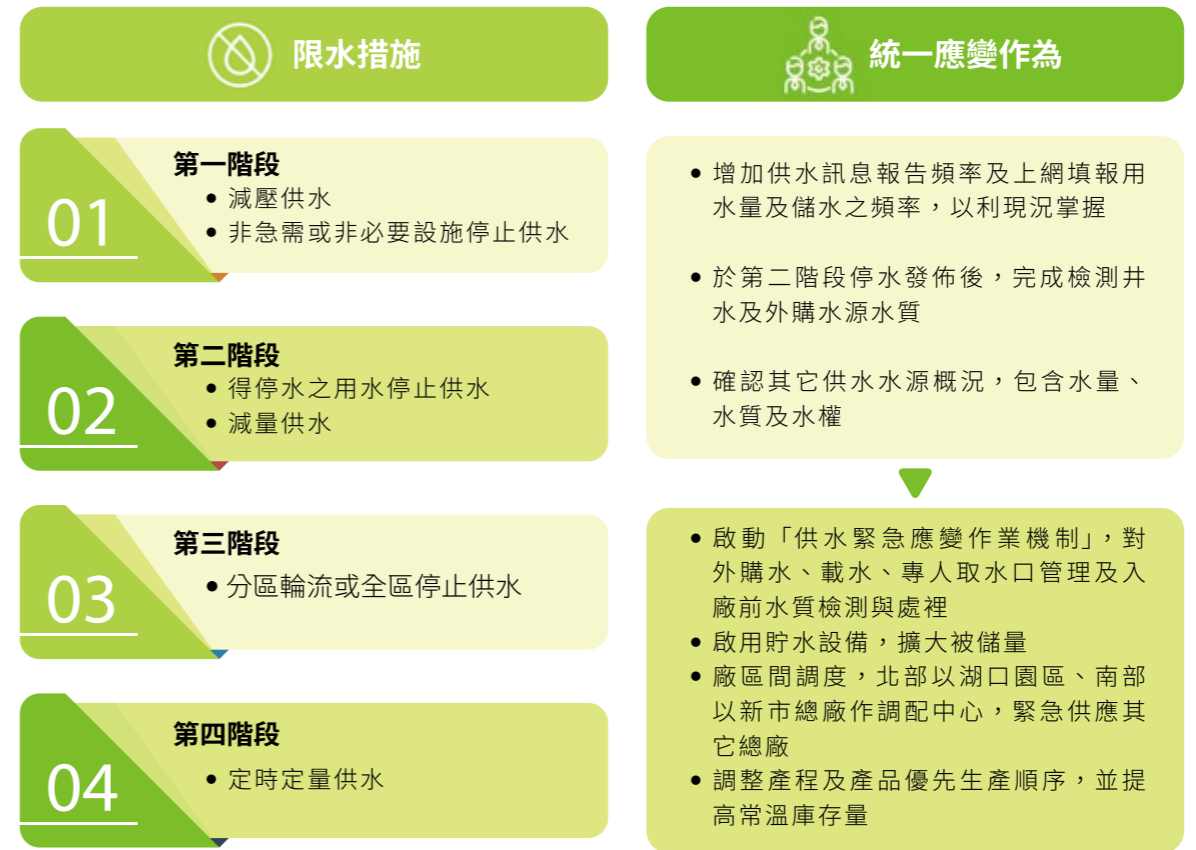 限水措施
01
第一階段
• 減壓供水
• 非急需或非必要設施停止供水
02
第二階段
• 得停水之用水停止供水
• 減量供水
03
第三階段
• 分區輪流或全區停止供水
04
第四階段
• 定時定量供水
統一應變作為
• 增加供水訊息報告頻率及上網填報用
水量及儲水之頻率，以利現況掌握
• 於第二階段停水發佈後，完成檢測井
水及外購水源水質
• 確認其它供水水源概況，包含水量、
水質及水權
• 啟動「供水緊急應變作業機制」，對
外購水、載水、專人取水口管理及入
廠前水質檢測與處裡
• 啟用貯水設備，擴大被儲量
• 廠區間調度，北部以湖口園區、南部
以新市總廠作調配中心，緊急供應其
它總廠
• 調整產程及產品優先生產順序，並提
高常溫庫存量